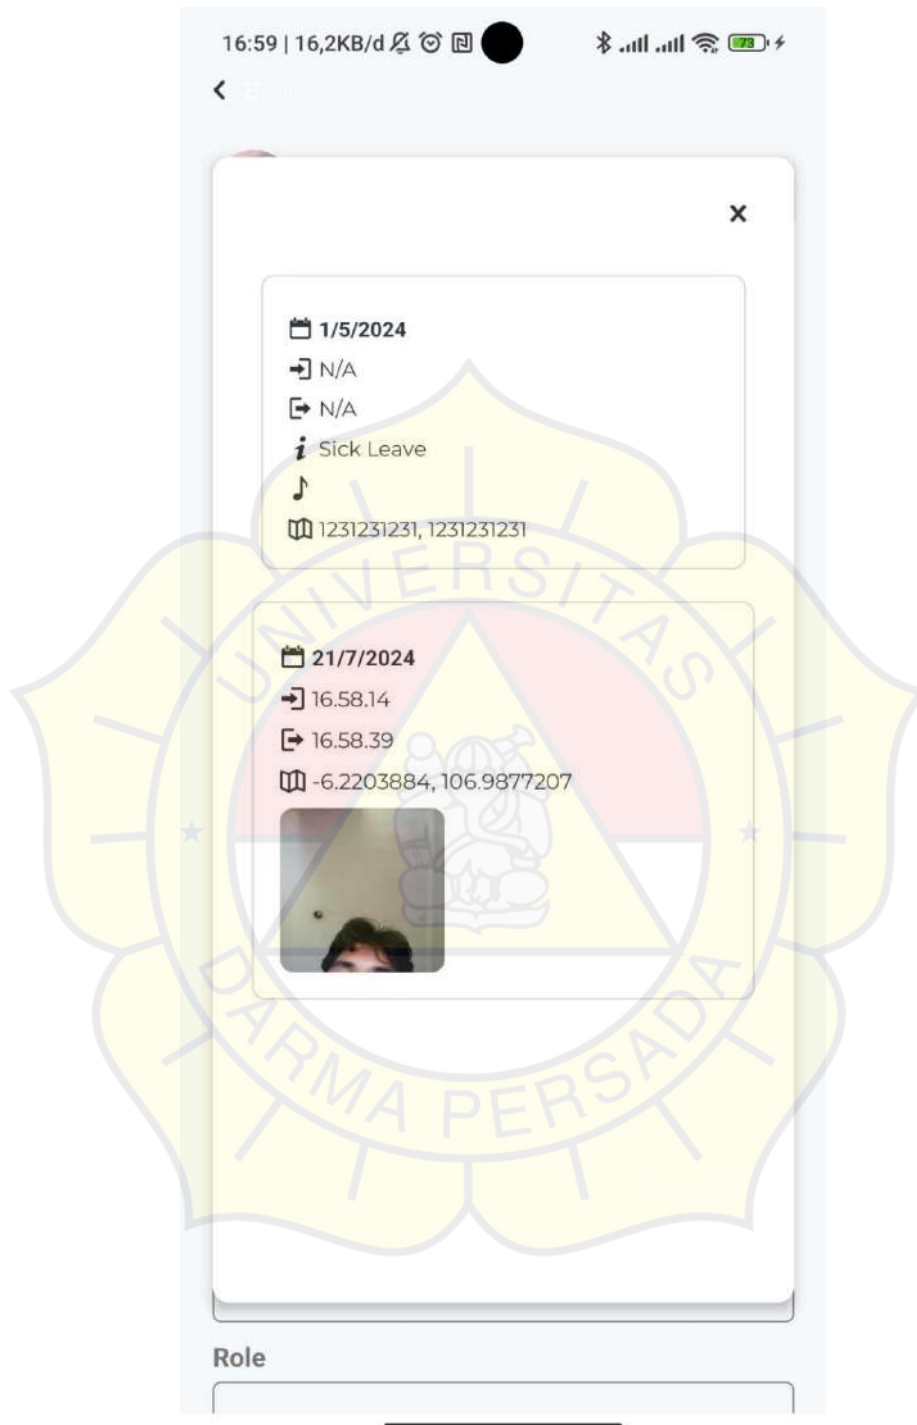 16:59 | 16,2KB/d
73
1/5/2024
N/A
N/A
Sick Leave
1231231231, 1231231231
21/7/2024
16.58.14
16.58.39
-6.2203884, 106.9877207
UNIVERSITAS
DARMA PERSADA
Role